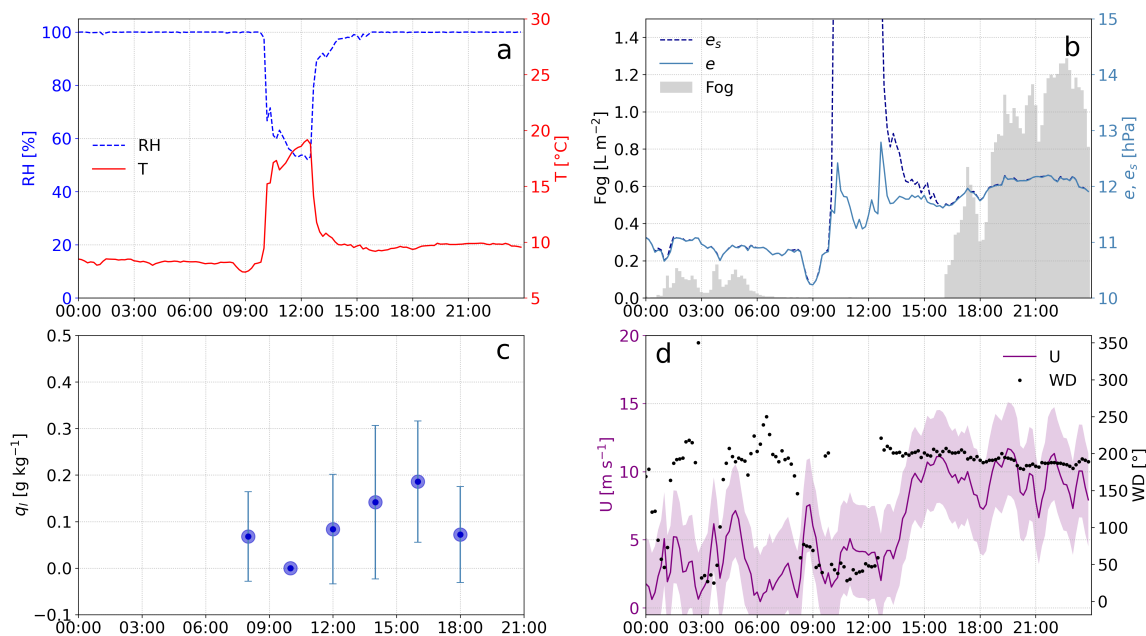 a
RH [%]
100
80
60
40
20
0
RH
T
30
25
20
15
10
5
T [°C]
00:00 03:00 06:00 09:00 12:00 15:00 18:00 21:00
b
Fog [L m⁻²]
1.4
1.2
1.0
0.8
0.6
0.4
0.2
0.0
eₛ
e
Fog
15
14
13
12
11
10
e, eₛ [hPa]
00:00 03:00 06:00 09:00 12:00 15:00 18:00 21:00
c
qₗ [g kg⁻¹]
0.5
0.4
0.3
0.2
0.1
0.0
−0.1
00:00 03:00 06:00 09:00 12:00 15:00 18:00 21:00
d
U [m s⁻¹]
20
15
10
5
0
U
WD
350
300
250
200
150
100
50
0
WD [°]
00:00 03:00 06:00 09:00 12:00 15:00 18:00 21:00